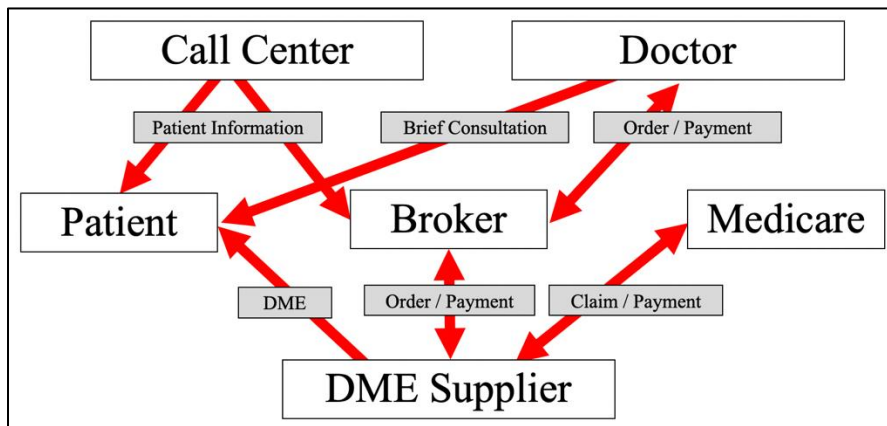 Call Center
Doctor
Patient Information
Brief Consultation
Order / Payment
Patient
Broker
Medicare
DME
Order / Payment
Claim / Payment
DME Supplier